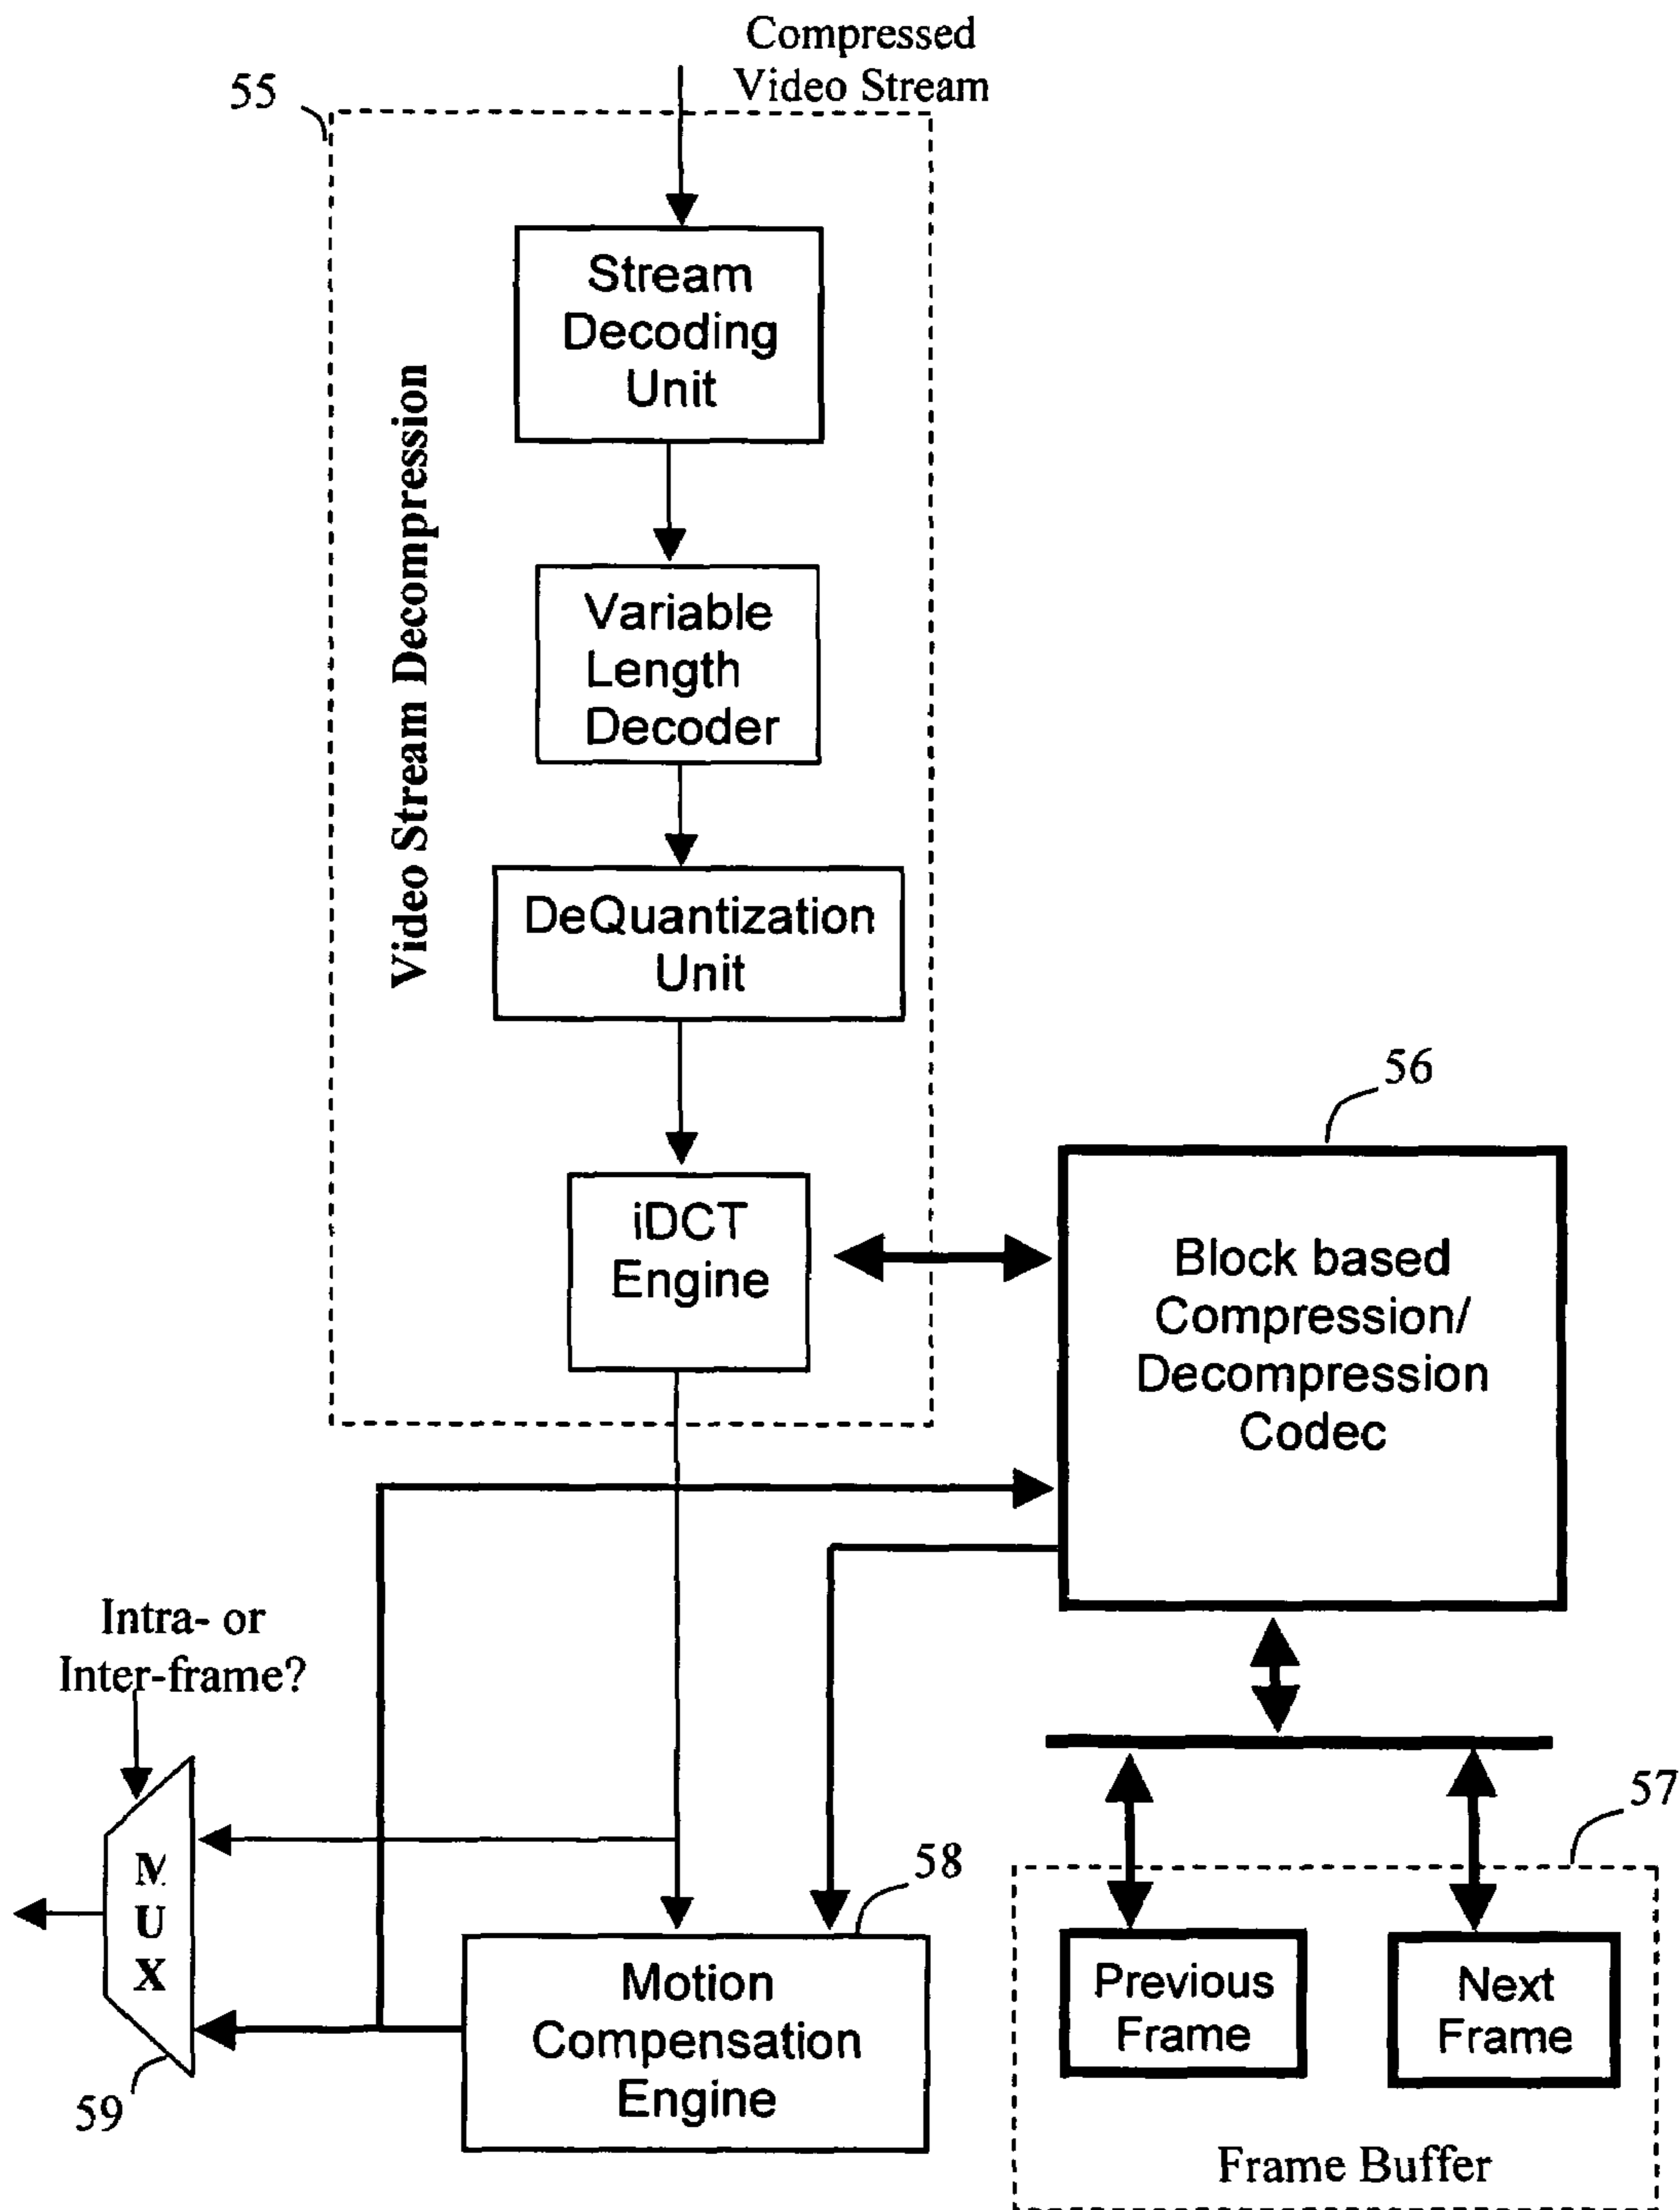 Compressed
Video Stream
55
Stream
Decoding
Unit
Video Stream Decompression
Variable
Length
Decoder
DeQuantization
Unit
56
iDCT
Engine
Block based
Compression/
Decompression
Codec
Intra- or
Inter-frame?
57
M
U
X
58
Motion
Compensation
Engine
Previous
Frame
Next
Frame
59
Frame Buffer